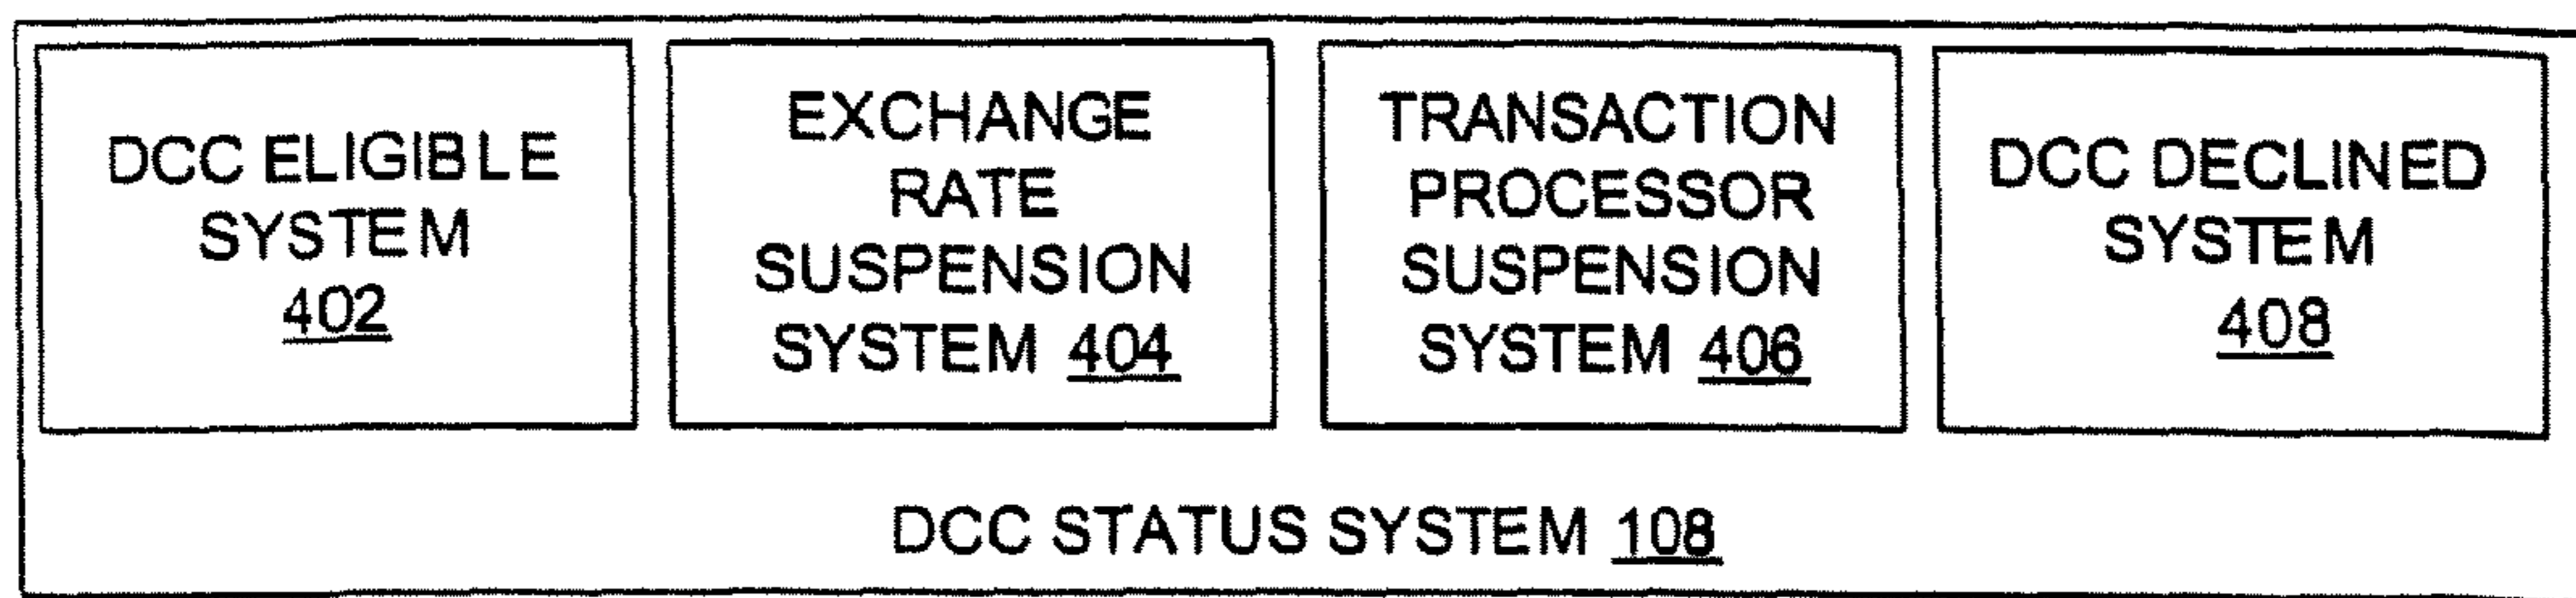 DCC ELIGIBLE
SYSTEM
402
EXCHANGE
RATE
SUSPENSION
SYSTEM 404
TRANSACTION
PROCESSOR
SUSPENSION
SYSTEM 406
DCC DECLINED
SYSTEM
408
DCC STATUS SYSTEM 108